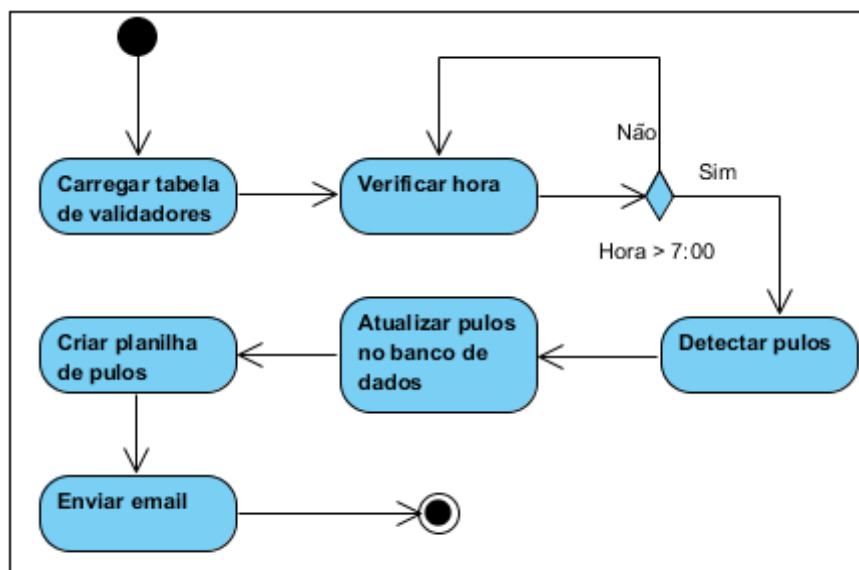 Carregar tabela
de validadores
Verificar hora
Não
Sim
Hora > 7:00
Detectar pulos
Atualizar pulos
no banco de
dados
Criar planilha
de pulos
Enviar email